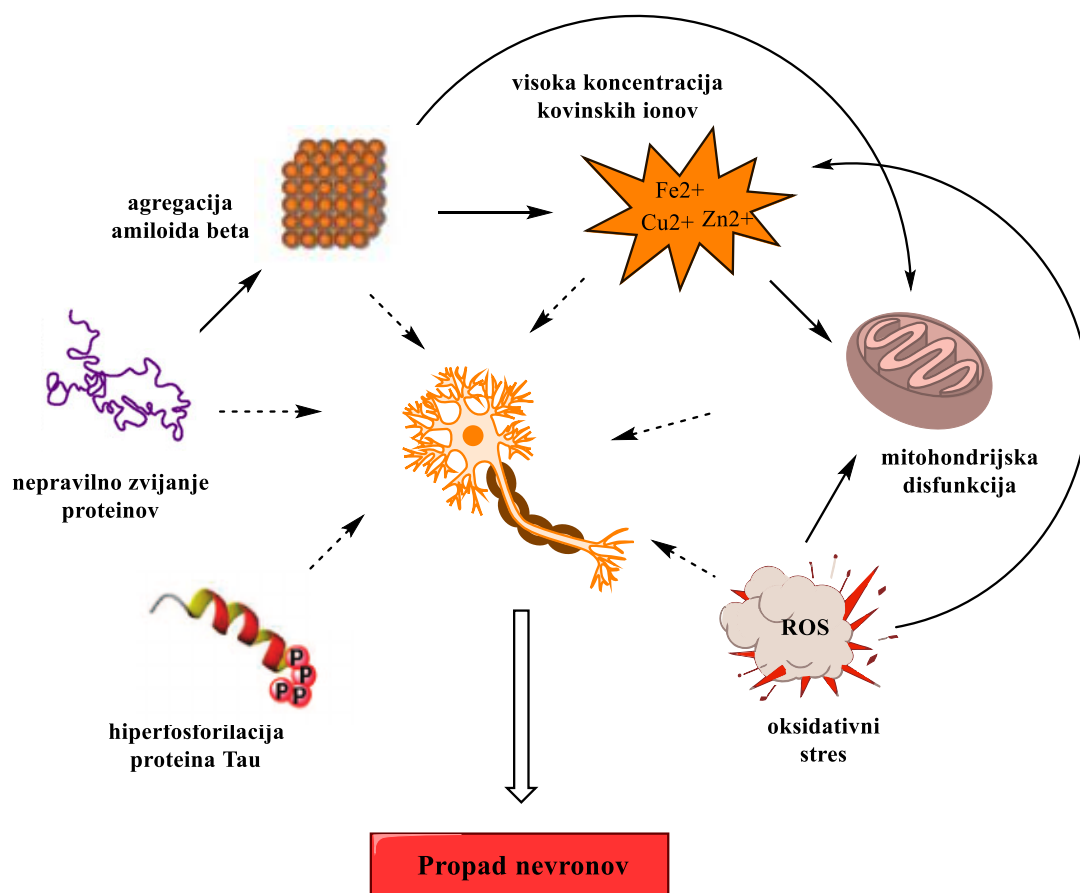 visoka koncentracija
kovinskih ionov
Fe2+
Cu2+ Zn2+
agregacija
amiloida beta
nepravilno zvijanje
proteinov
mitohondrijska
disfunkcija
ROS
P
P
P P
hiperfosforilacija
proteina Tau
oksidativni
stres
Propad nevronov